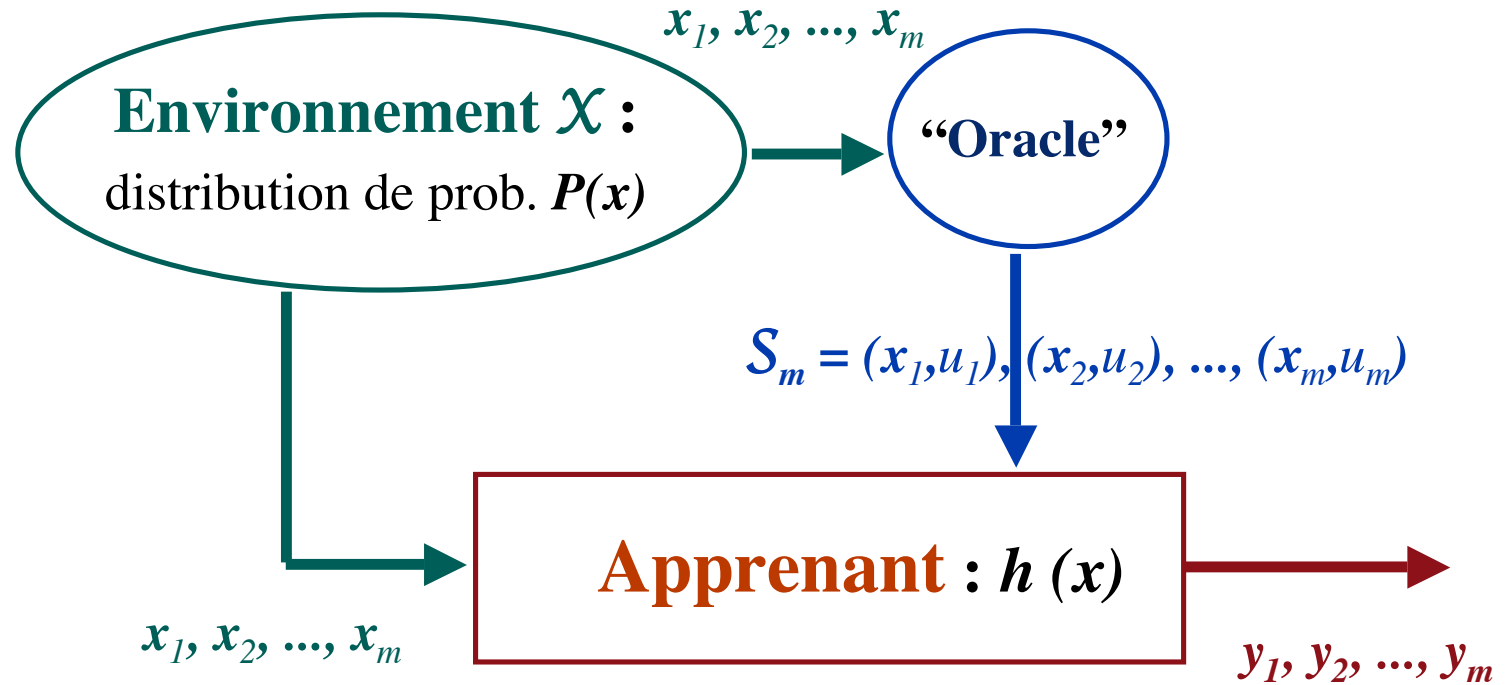 x₁, x₂, ..., xₘ
Environnement 𝒳 :
distribution de prob. P(x)
“Oracle”
𝒮ₘ = (x₁,u₁), (x₂,u₂), ..., (xₘ,uₘ)
Apprenant : h (x)
x₁, x₂, ..., xₘ
y₁, y₂, ..., yₘ